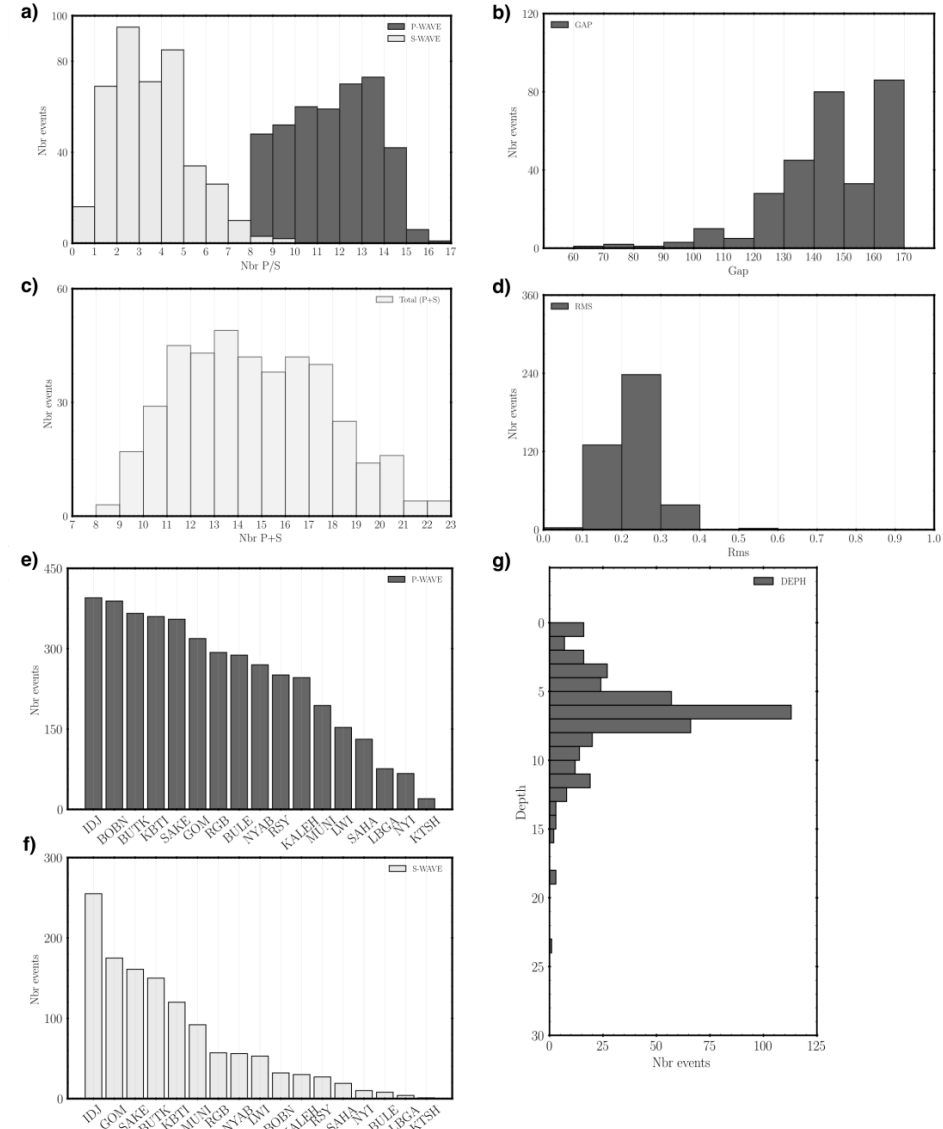 a)
100
80
40
0
Nbr events
P-WAVE
S-WAVE
0 1 2 3 4 5 6 7 8 9 10 11 12 13 14 15 16 17
Nbr P/S
b)
120
80
40
0
Nbr events
GAP
60 70 80 90 100 110 120 130 140 150 160 170
Gap
c)
60
30
0
Nbr events
Total (P+S)
7 8 9 10 11 12 13 14 15 16 17 18 19 20 21 22 23
Nbr P+S
d)
360
240
120
0
Nbr events
RMS
0.0 0.1 0.2 0.3 0.4 0.5 0.6 0.7 0.8 0.9 1.0
Rms
e)
450
300
150
0
Nbr events
P-WAVE
IDJ BOBN BUTK KBTI SAKE GOM RGB BULE NYAB RSY KALEH MUNI LWI SAHA LBGA NYI KTSH
f)
300
200
100
0
Nbr events
S-WAVE
IDJ GOM SAKE BUTK KBTI MUNI RGB NYAB LWI BOBN KALEH RSY SAHA NYI BULE LBGA KTSH
g)
DEPH
0
5
10
15
20
25
30
Depth
0 25 50 75 100 125
Nbr events